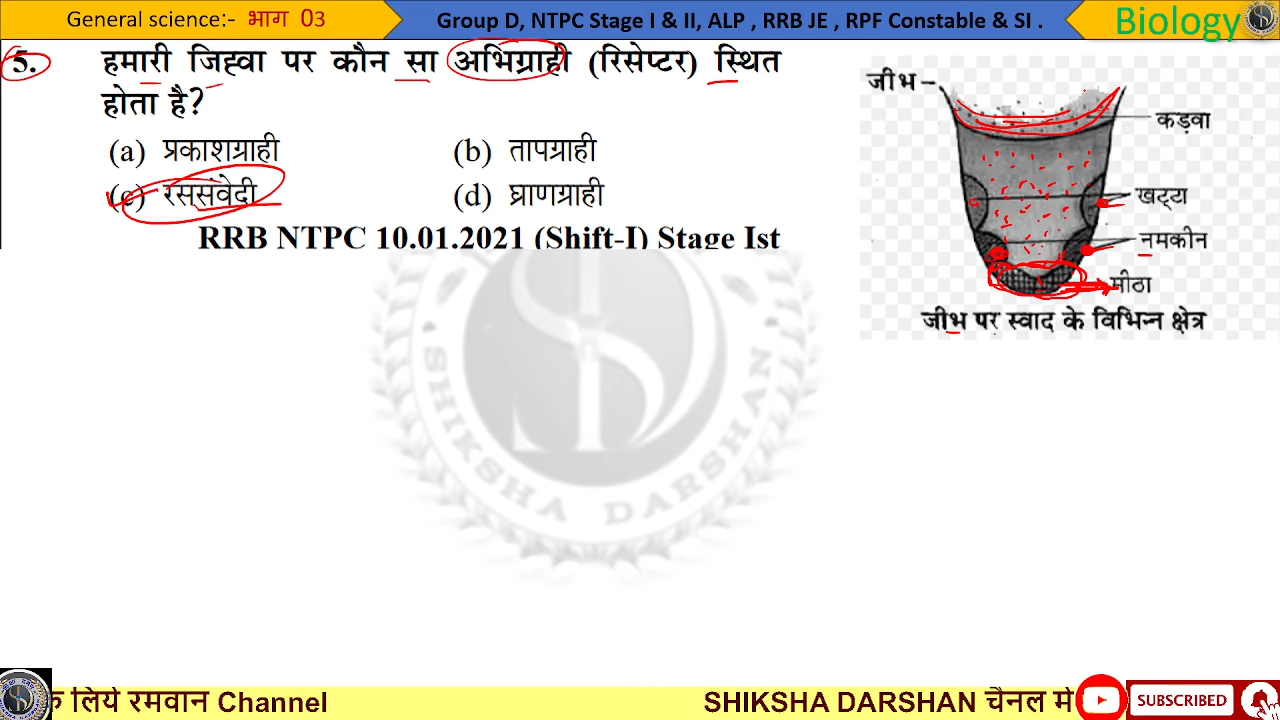 General science:- भाग 03
Group D, NTPC Stage I & II, ALP , RRB JE , RPF Constable & SI .
Biology
5. हमारी जिह्वा पर कौन सा अभिग्राही (रिसेप्टर) स्थित
होता है?
(a) प्रकाशग्राही (b) तापग्राही
(c) रससंवेदी (d) घ्राणग्राही
RRB NTPC 10.01.2021 (Shift-I) Stage Ist
जीभ
कड़वा
खट्टा
नमकीन
मीठा
जीभ पर स्वाद के विभिन्न क्षेत्र
SHIKSHA DARSHAN
के लिये रमवान Channel
SHIKSHA DARSHAN चैनल में
SUBSCRIBED